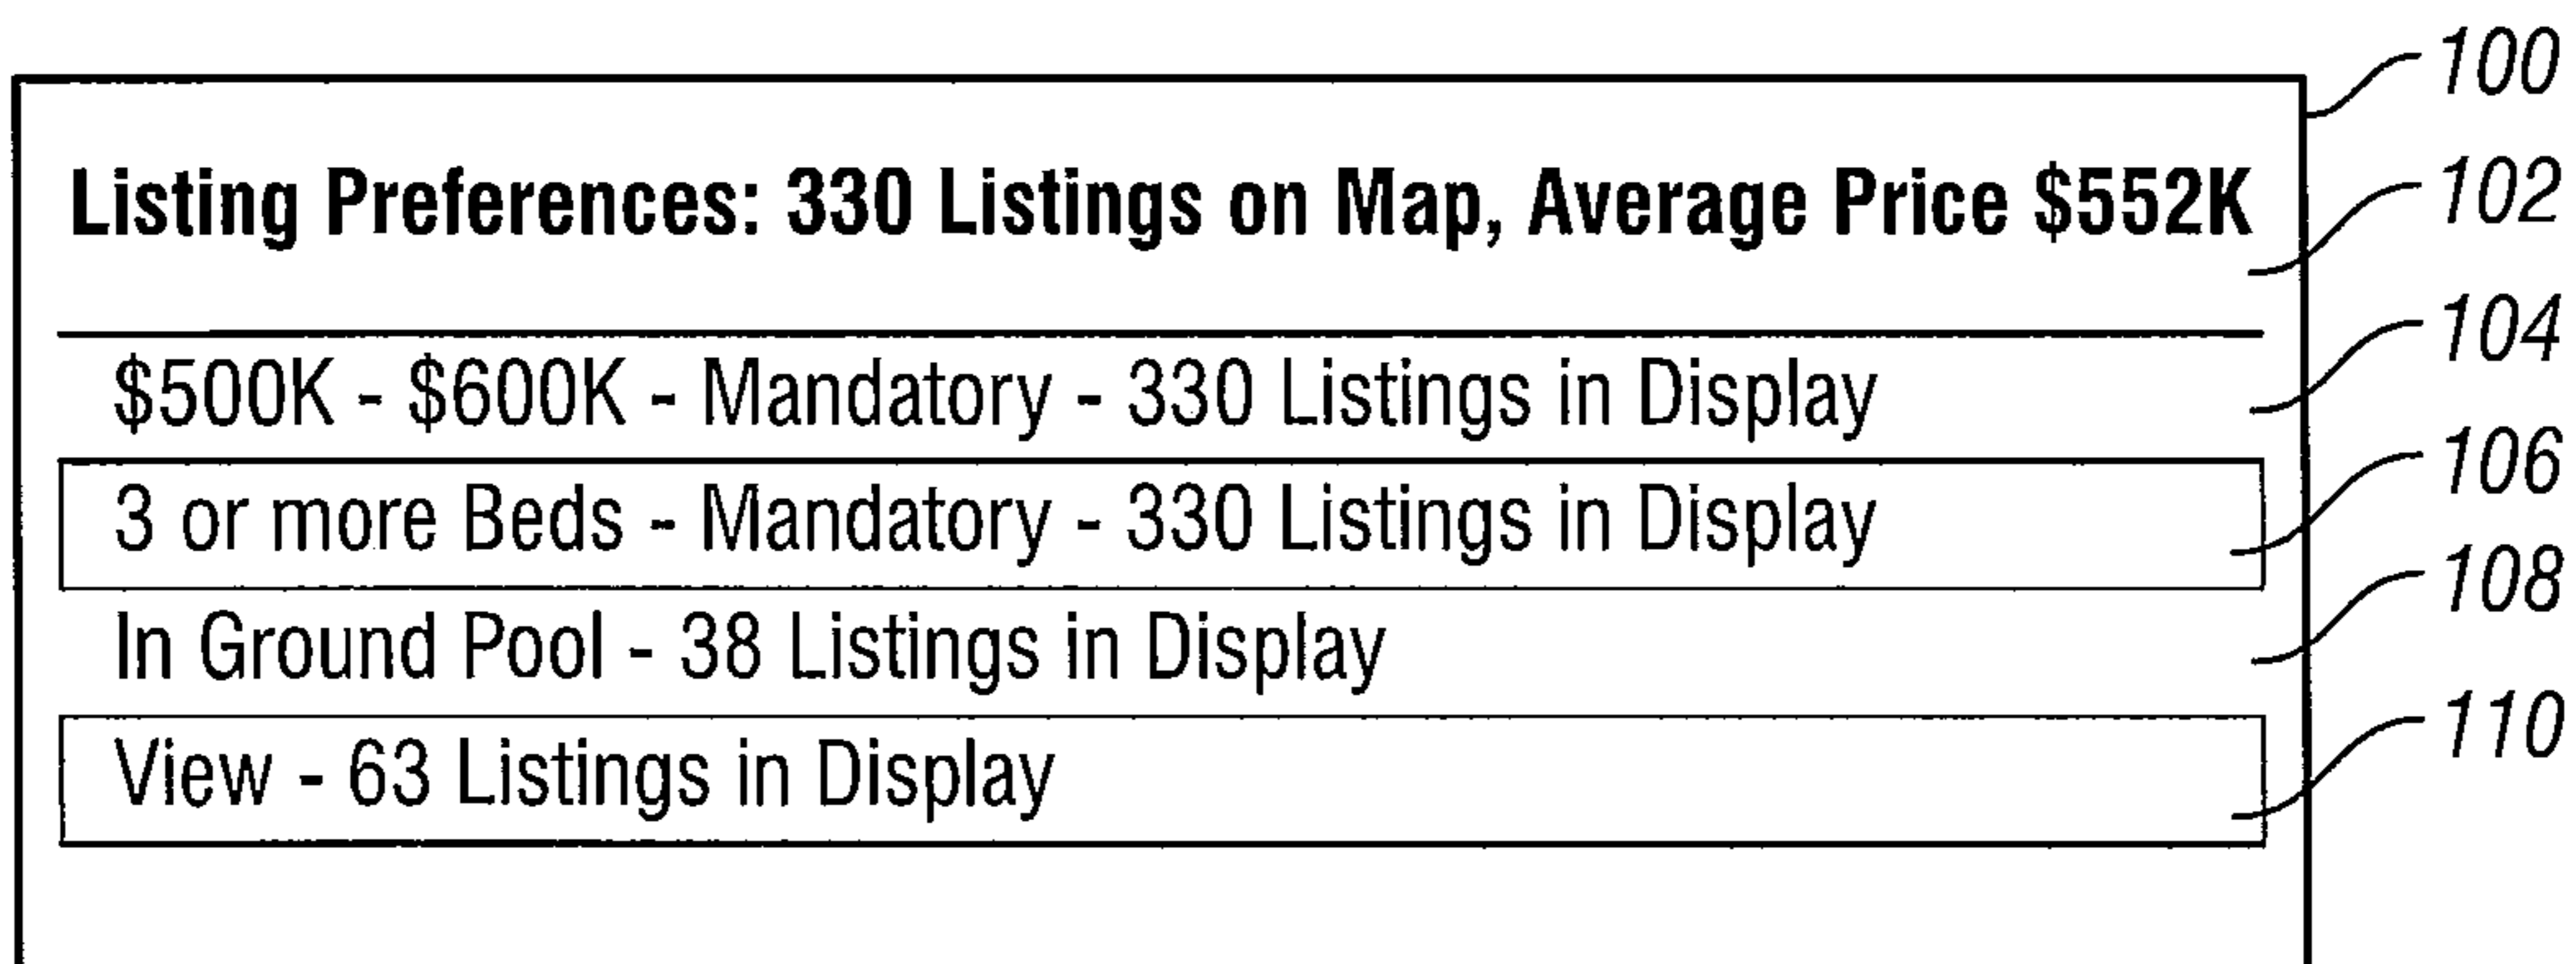 100
Listing Preferences: 330 Listings on Map, Average Price $552K
102
$500K - $600K - Mandatory - 330 Listings in Display
104
3 or more Beds - Mandatory - 330 Listings in Display
106
In Ground Pool - 38 Listings in Display
108
View - 63 Listings in Display
110